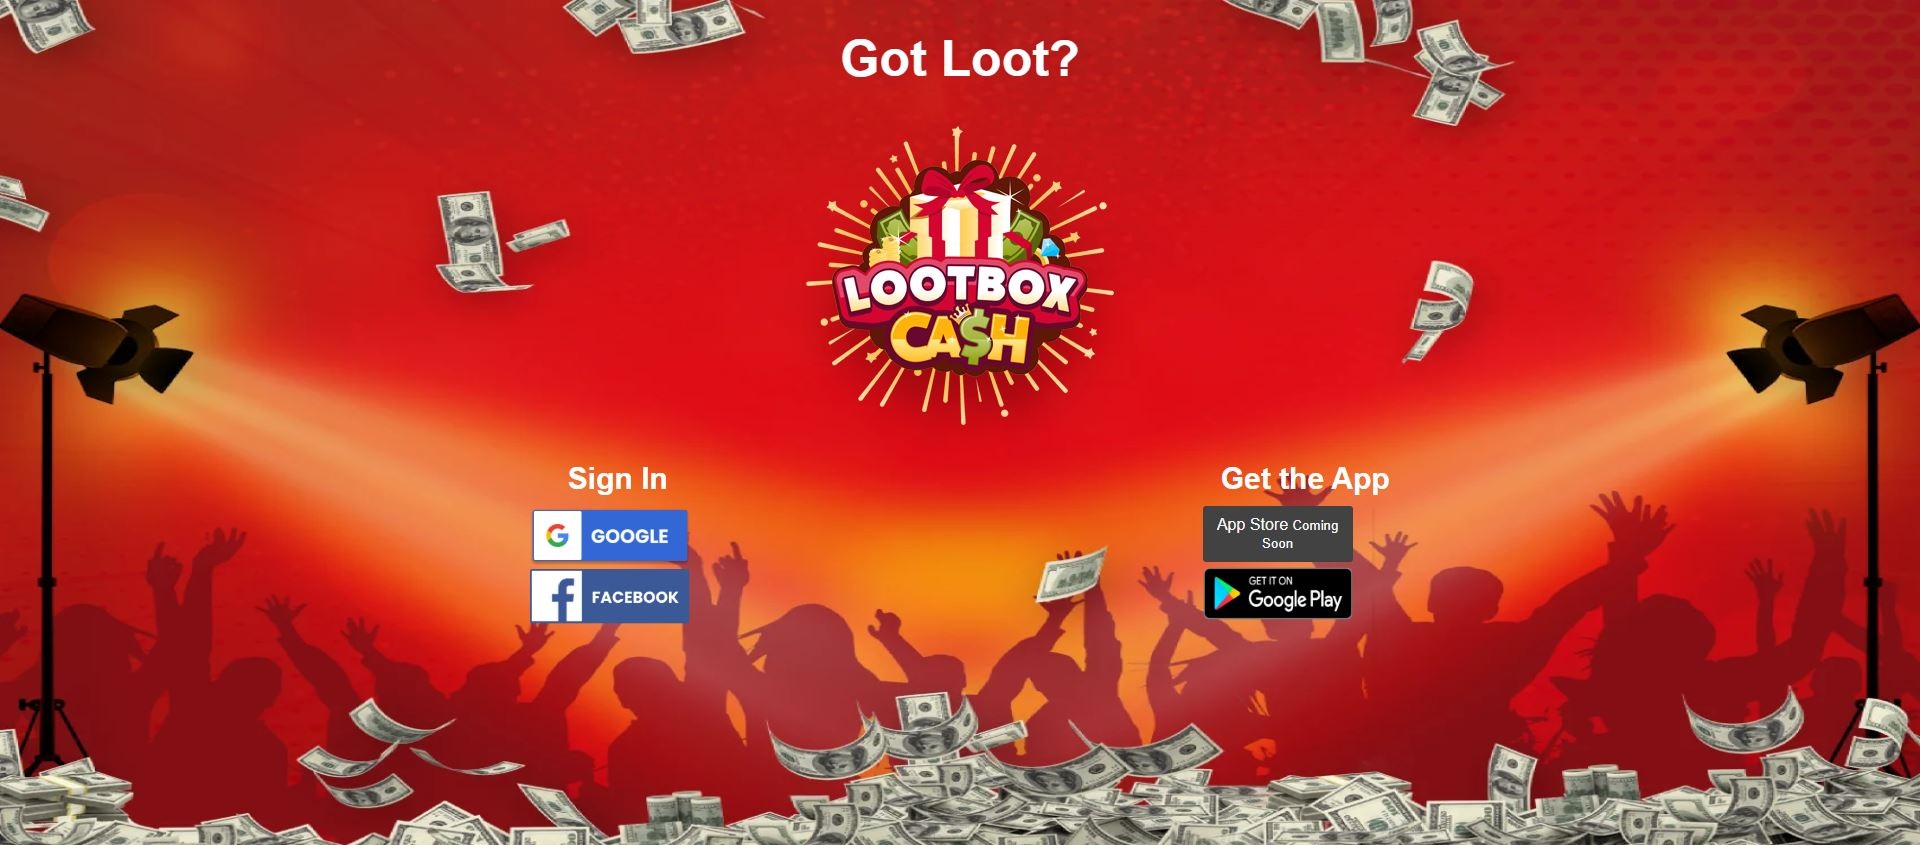 Got Loot?
LOOTBOX
CA$H
Sign In
GOOGLE
FACEBOOK
Get the App
App Store Coming
Soon
GET IT ON
Google Play